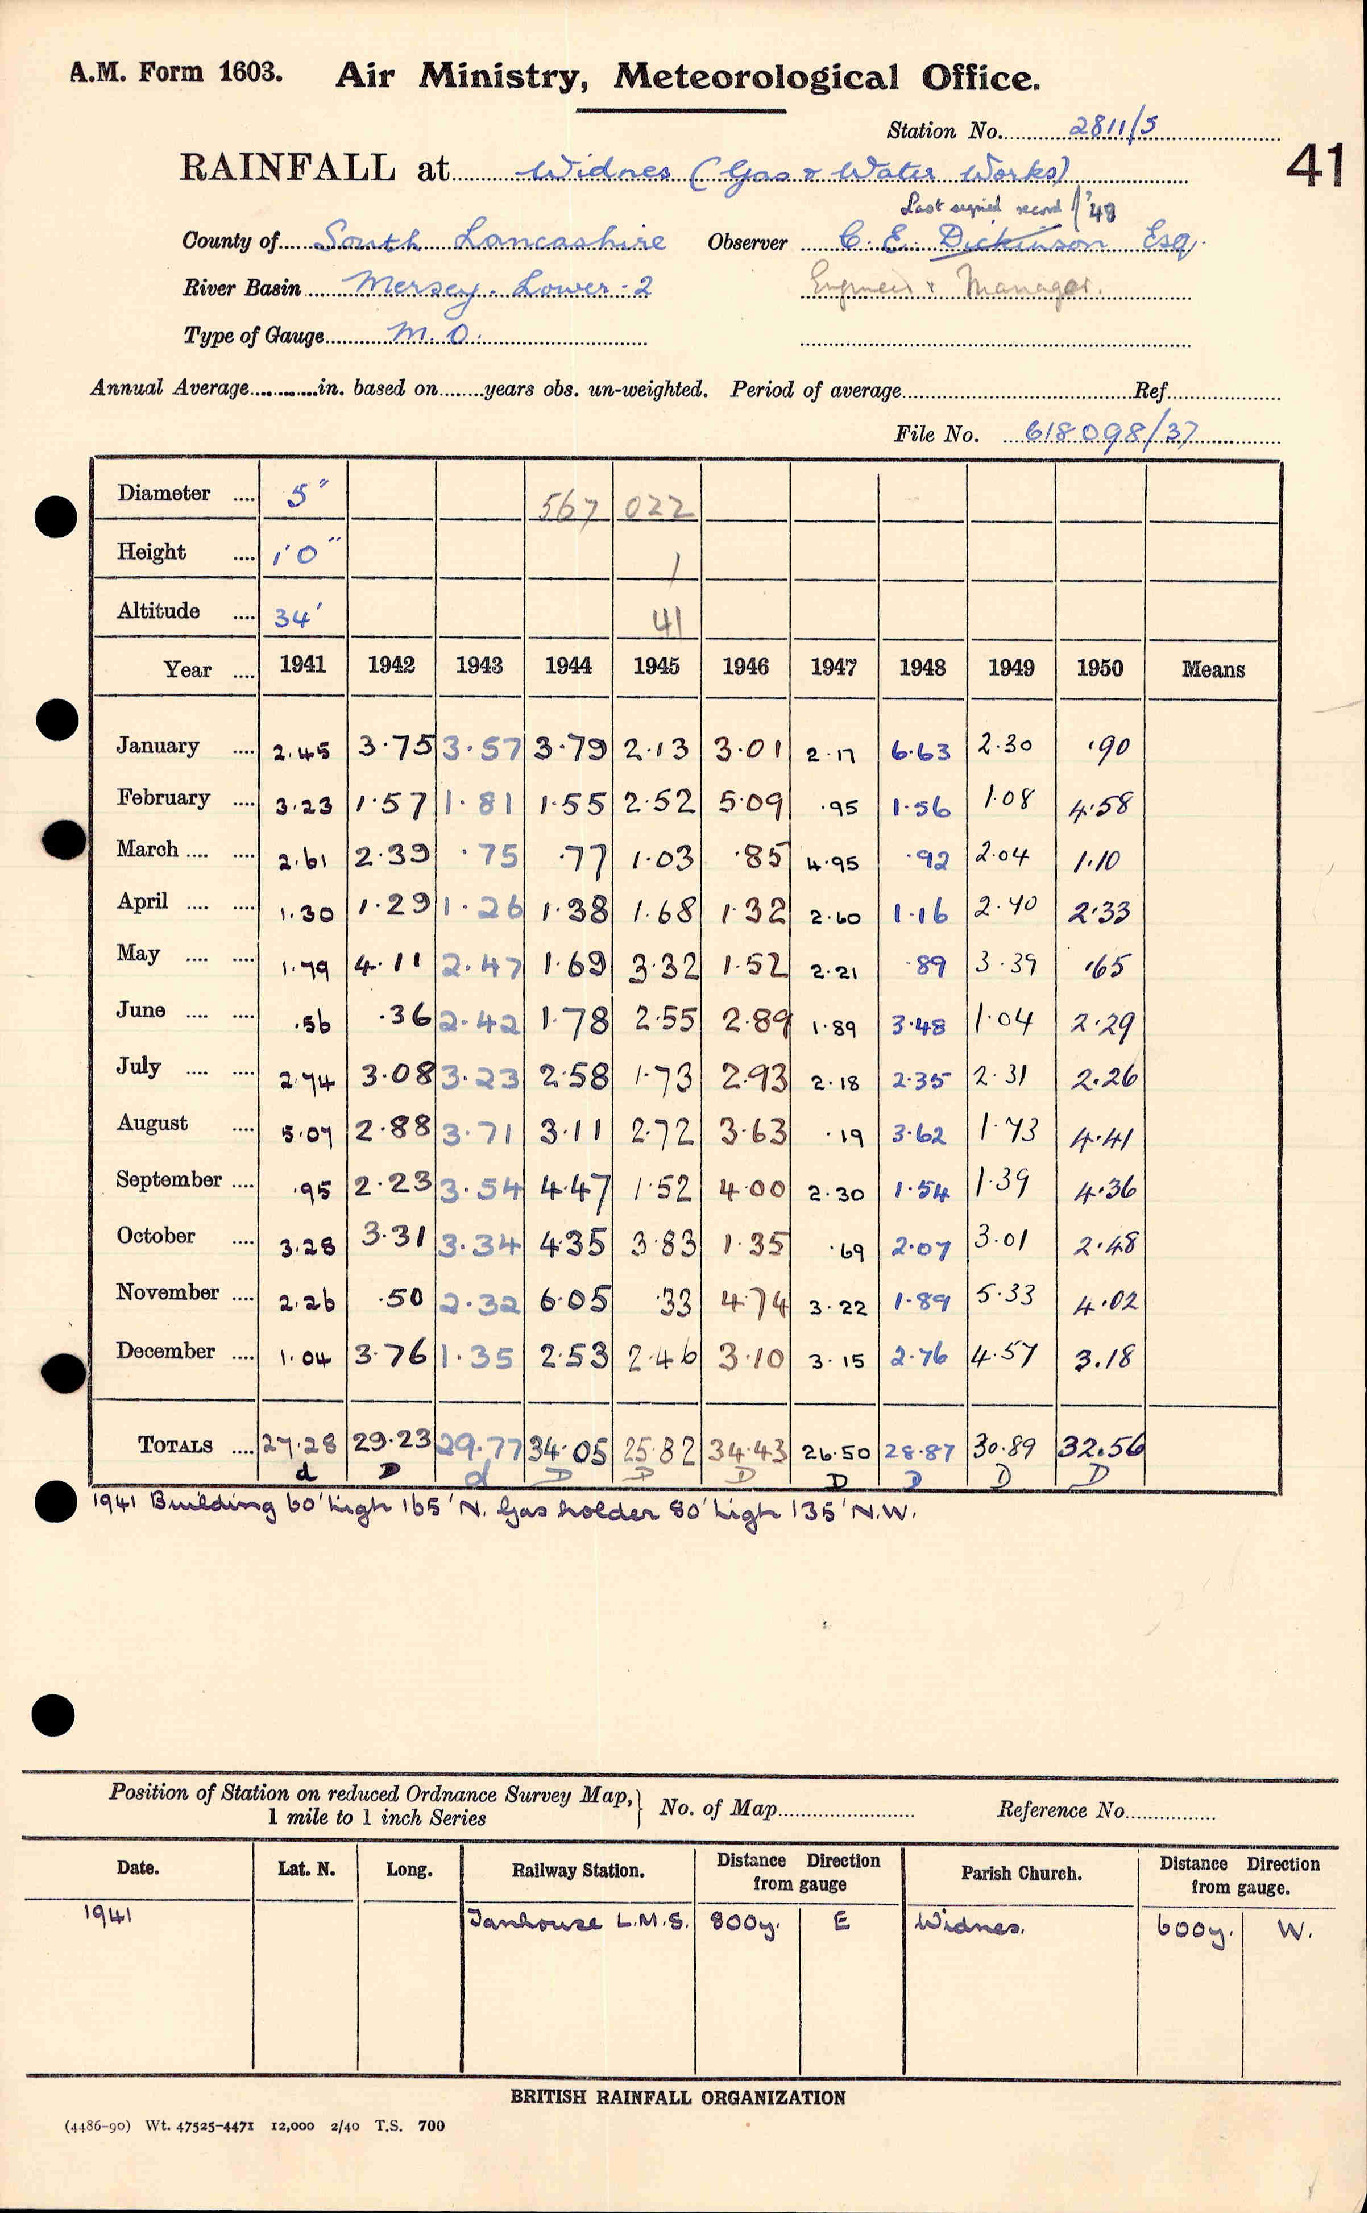 A.M. Form 1603. Air Ministry, Meteorological Office.
Station No. 2811/5
41
RAINFALL at Widnes (Gas & Water Works)
Last signed record 1/'48
County of South Lancashire Observer C. E. Dickinson Esq.
River Basin Mersey. Lower - 2 Engineer & Manager.
Type of Gauge M. O.
Annual Average in. based on years obs. un-weighted. Period of average Ref.
File No. 618098/37
Diameter 5" 567 022
Height 1'0" 1
Altitude 34' 41
Year 1941 1942 1943 1944 1945 1946 1947 1948 1949 1950 Means
January 2.45 3.75 3.57 3.79 2.13 3.01 2.17 6.63 2.30 .90
February 3.23 1.57 1.81 1.55 2.52 5.09 .95 1.56 1.08 4.58
March 2.61 2.39 .75 .77 1.03 .85 4.95 .92 2.04 1.10
April 1.30 1.29 1.26 1.38 1.68 1.32 2.60 1.16 2.40 2.33
May 1.79 4.11 2.47 1.69 3.32 1.52 2.21 .89 3.39 .65
June .56 .36 2.42 1.78 2.55 2.89 1.89 3.48 1.04 2.29
July 2.74 3.08 3.23 2.58 1.73 2.93 2.18 2.35 2.31 2.26
August 5.07 2.88 3.71 3.11 2.72 3.63 .19 3.62 1.73 4.41
September .95 2.23 3.54 4.47 1.52 4.00 2.30 1.54 1.39 4.36
October 3.28 3.31 3.34 4.35 3.83 1.35 .69 2.07 3.01 2.48
November 2.26 .50 2.32 6.05 .33 4.74 3.22 1.89 5.33 4.02
December 1.04 3.76 1.35 2.53 2.46 3.10 3.15 2.76 4.57 3.18
TOTALS 27.28 29.23 29.77 34.05 25.82 34.43 26.50 28.87 30.89 32.56
d D d D D D D D D D
1941 Building 60' high 165' N. Gas holder 80' high 135' N.W.
Position of Station on reduced Ordnance Survey Map,} No. of Map Reference No.
1 mile to 1 inch Series
Date. Lat. N. Long. Railway Station. Distance Direction from gauge Parish Church. Distance Direction from gauge.
1941 Tanhouse L.M.S. 800y. E Widnes. 600y. W.
BRITISH RAINFALL ORGANIZATION
(4486-90) Wt. 47525-4471 12,000 2/40 T.S. 700